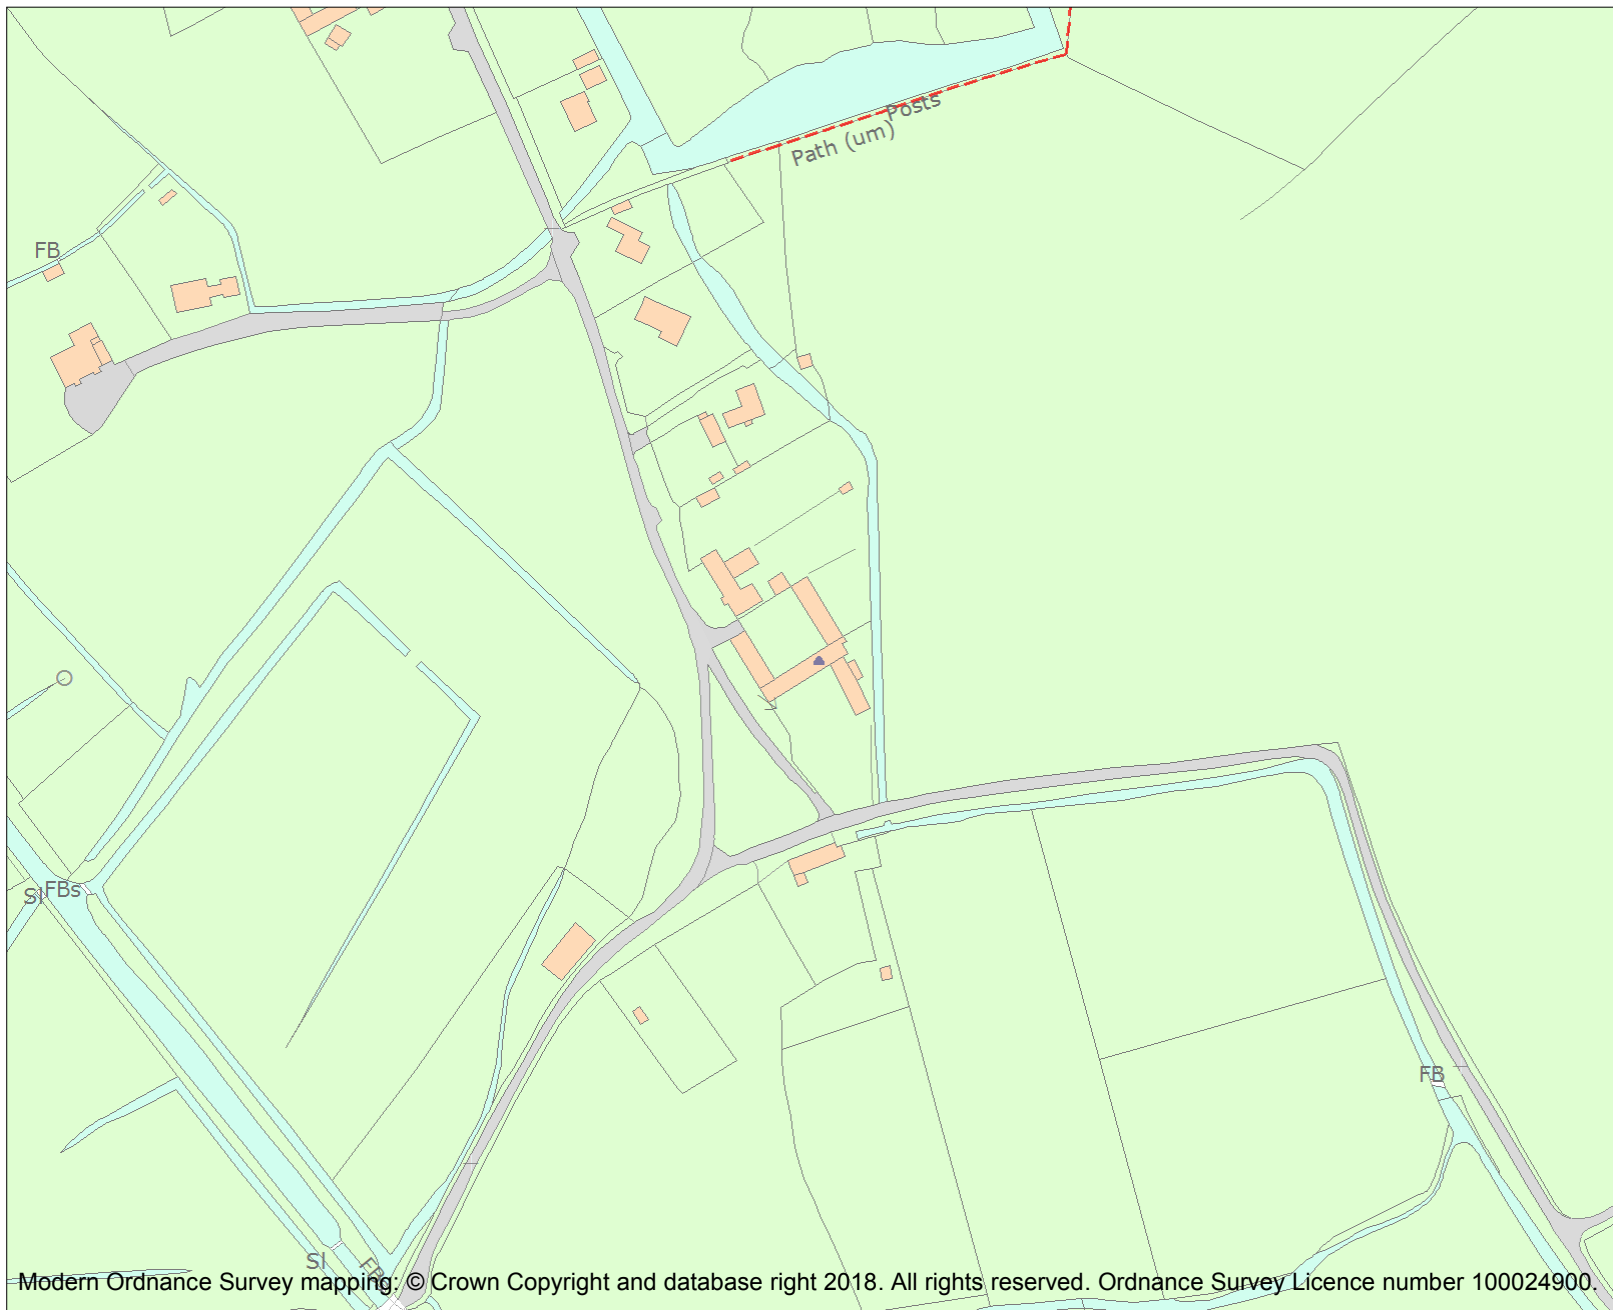 Posts
Path (um)
FB
Sl
FBs
FB
Sl
FB
Modern Ordnance Survey mapping: © Crown Copyright and database right 2018. All rights reserved. Ordnance Survey Licence number 100024900.